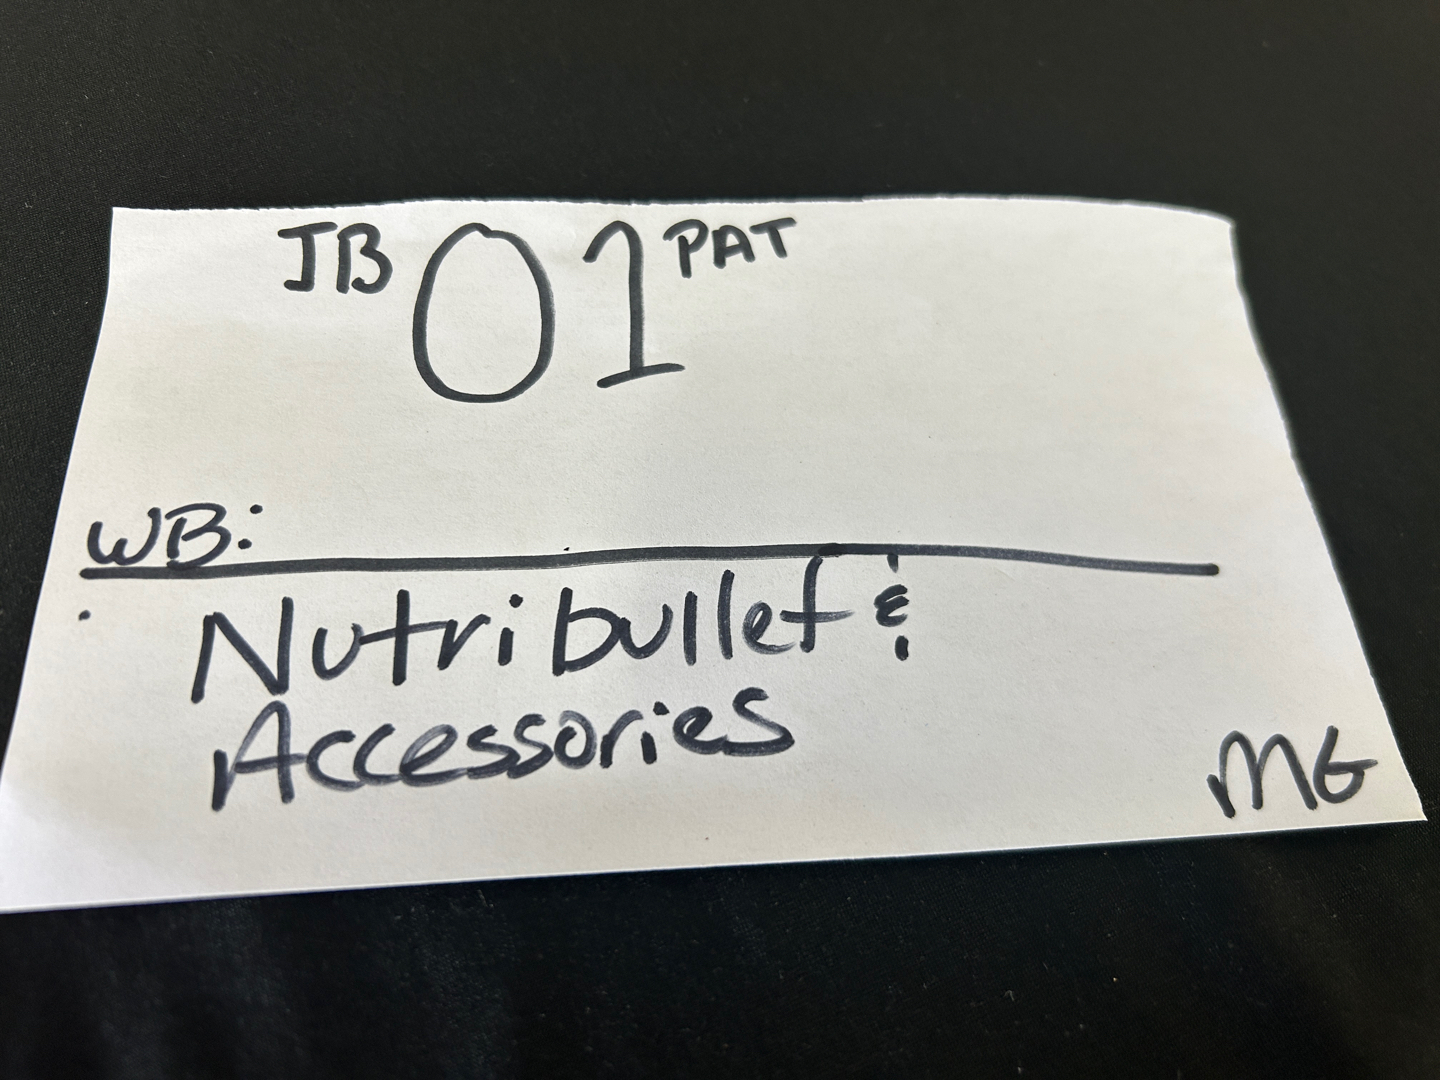 JB 01 PAT
WB:
Nutribullet &
Accessories
MG